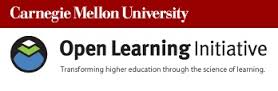 Carnegie Mellon University
Open Learning Initiative
Transforming higher education through the science of learning.